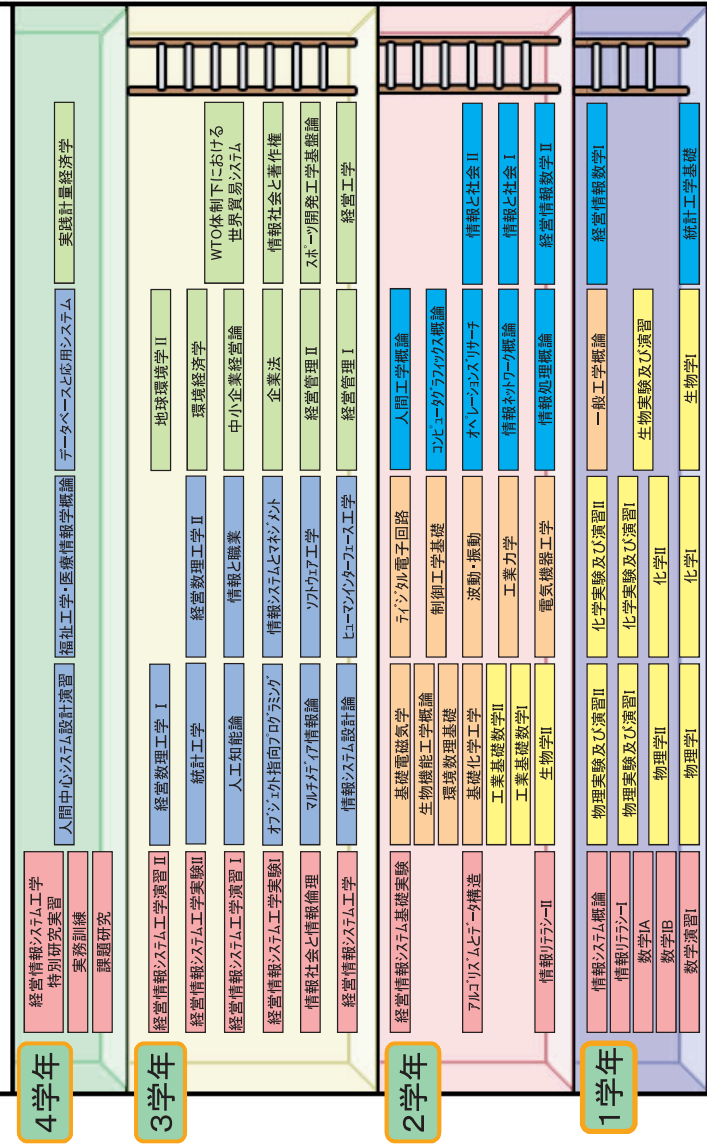 4学年
経営情報システム工学
特別研究実習
実務訓練
課題研究
人間中心システム設計演習
福祉工学・医療情報学概論
データベースと応用システム
実践計量経済学
3学年
経営情報システム工学演習Ⅱ
経営情報システム工学実験Ⅱ
経営情報システム工学演習Ⅰ
経営情報システム工学実験Ⅰ
情報社会と情報倫理
経営情報システム工学
経営数理工学Ⅰ
統計工学
人工知能論
オブジェクト指向プログラミング
マルチメディア情報論
情報システム設計論
経営数理工学Ⅱ
情報と職業
情報システムとマネジメント
ソフトウェア工学
ヒューマンインターフェース工学
地球環境学Ⅱ
環境経済学
中小企業経営論
企業法
経営管理Ⅱ
経営管理Ⅰ
WTO体制下における
世界貿易システム
情報社会と著作権
スポーツ開発工学基盤論
経営工学
2学年
経営情報システム基礎実験
アルゴリズムとデータ構造
情報リテラシーⅡ
基礎電磁気学
生物機能工学概論
環境数理基礎
基礎化学工学
工業基礎数学Ⅱ
工業基礎数学Ⅰ
生物学Ⅱ
ディジタル電子回路
制御工学基礎
波動・振動
工業力学
電気機器工学
人間工学概論
コンピュータグラフィックス概論
オペレーションズリサーチ
情報ネットワーク概論
情報処理概論
情報と社会Ⅱ
情報と社会Ⅰ
経営情報数学Ⅱ
1学年
情報システム概論
情報リテラシーⅠ
数学ⅠA
数学ⅠB
数学演習Ⅰ
物理実験及び演習Ⅱ
物理実験及び演習Ⅰ
物理学Ⅱ
物理学Ⅰ
化学実験及び演習Ⅱ
化学実験及び演習Ⅰ
化学Ⅱ
化学Ⅰ
一般工学概論
生物実験及び演習
生物学Ⅰ
経営情報数学Ⅰ
統計工学基礎